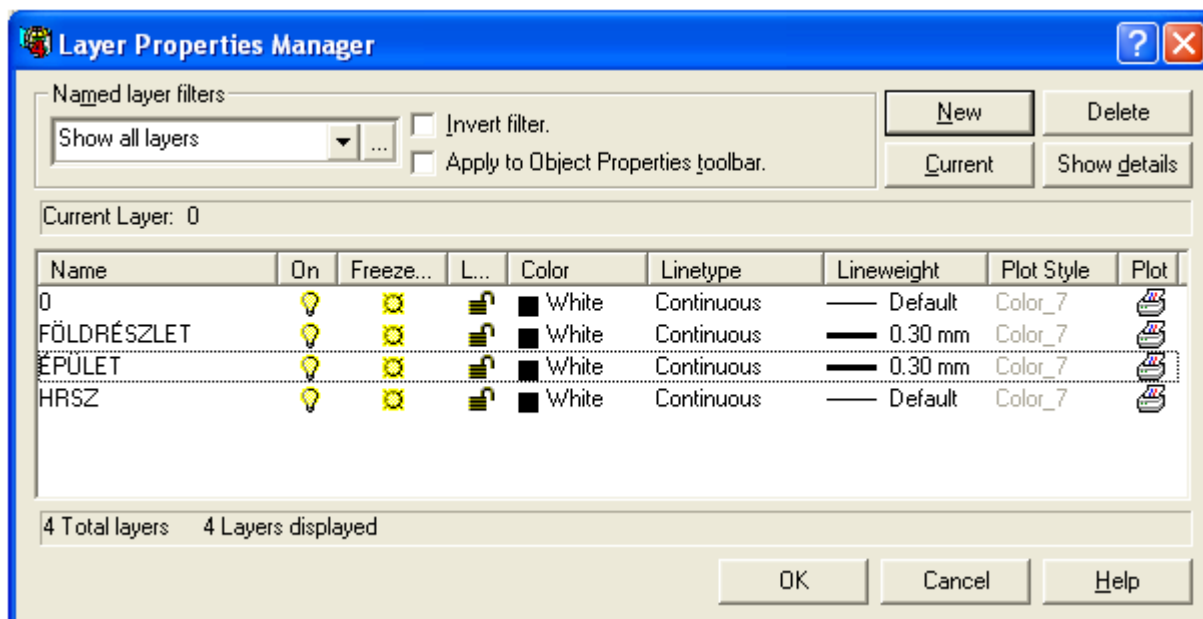 Layer Properties Manager
Named layer filters
Show all layers
...
Invert filter.
Apply to Object Properties toolbar.
New
Delete
Current
Show details
Current Layer: 0
Name On Freeze... L... Color Linetype Lineweight Plot Style Plot
0 White Continuous Default Color_7
FÖLDRÉSZLET White Continuous 0.30 mm Color_7
ÉPÜLET White Continuous 0.30 mm Color_7
HRSZ White Continuous Default Color_7
4 Total layers 4 Layers displayed
OK Cancel Help